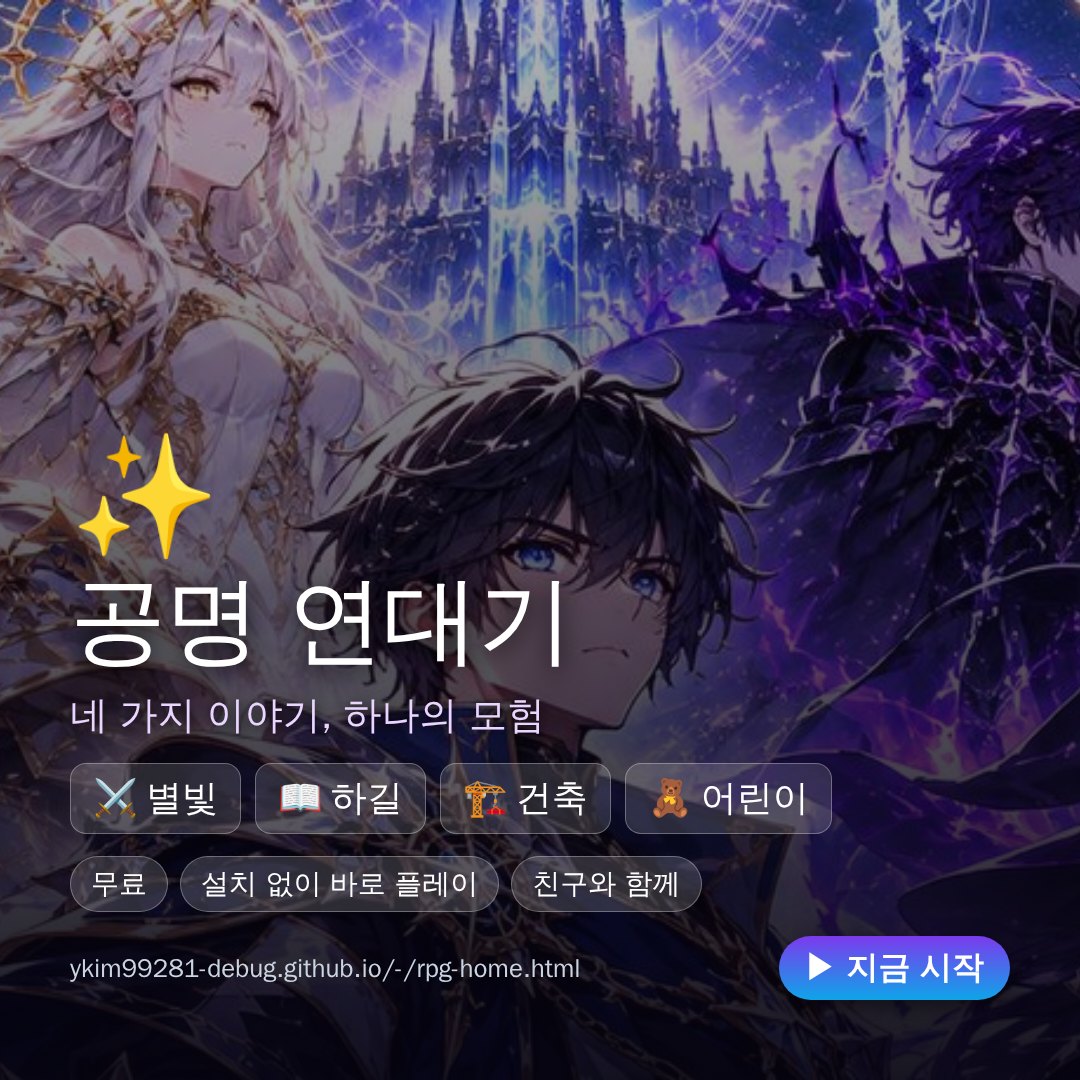 공명 연대기
네 가지 이야기, 하나의 모험
⚔️ 별빛 📖 하길 🏗️ 건축 🧸 어린이
무료 설치 없이 바로 플레이 친구와 함께
ykim99281-debug.github.io/-/rpg-home.html ▶ 지금 시작